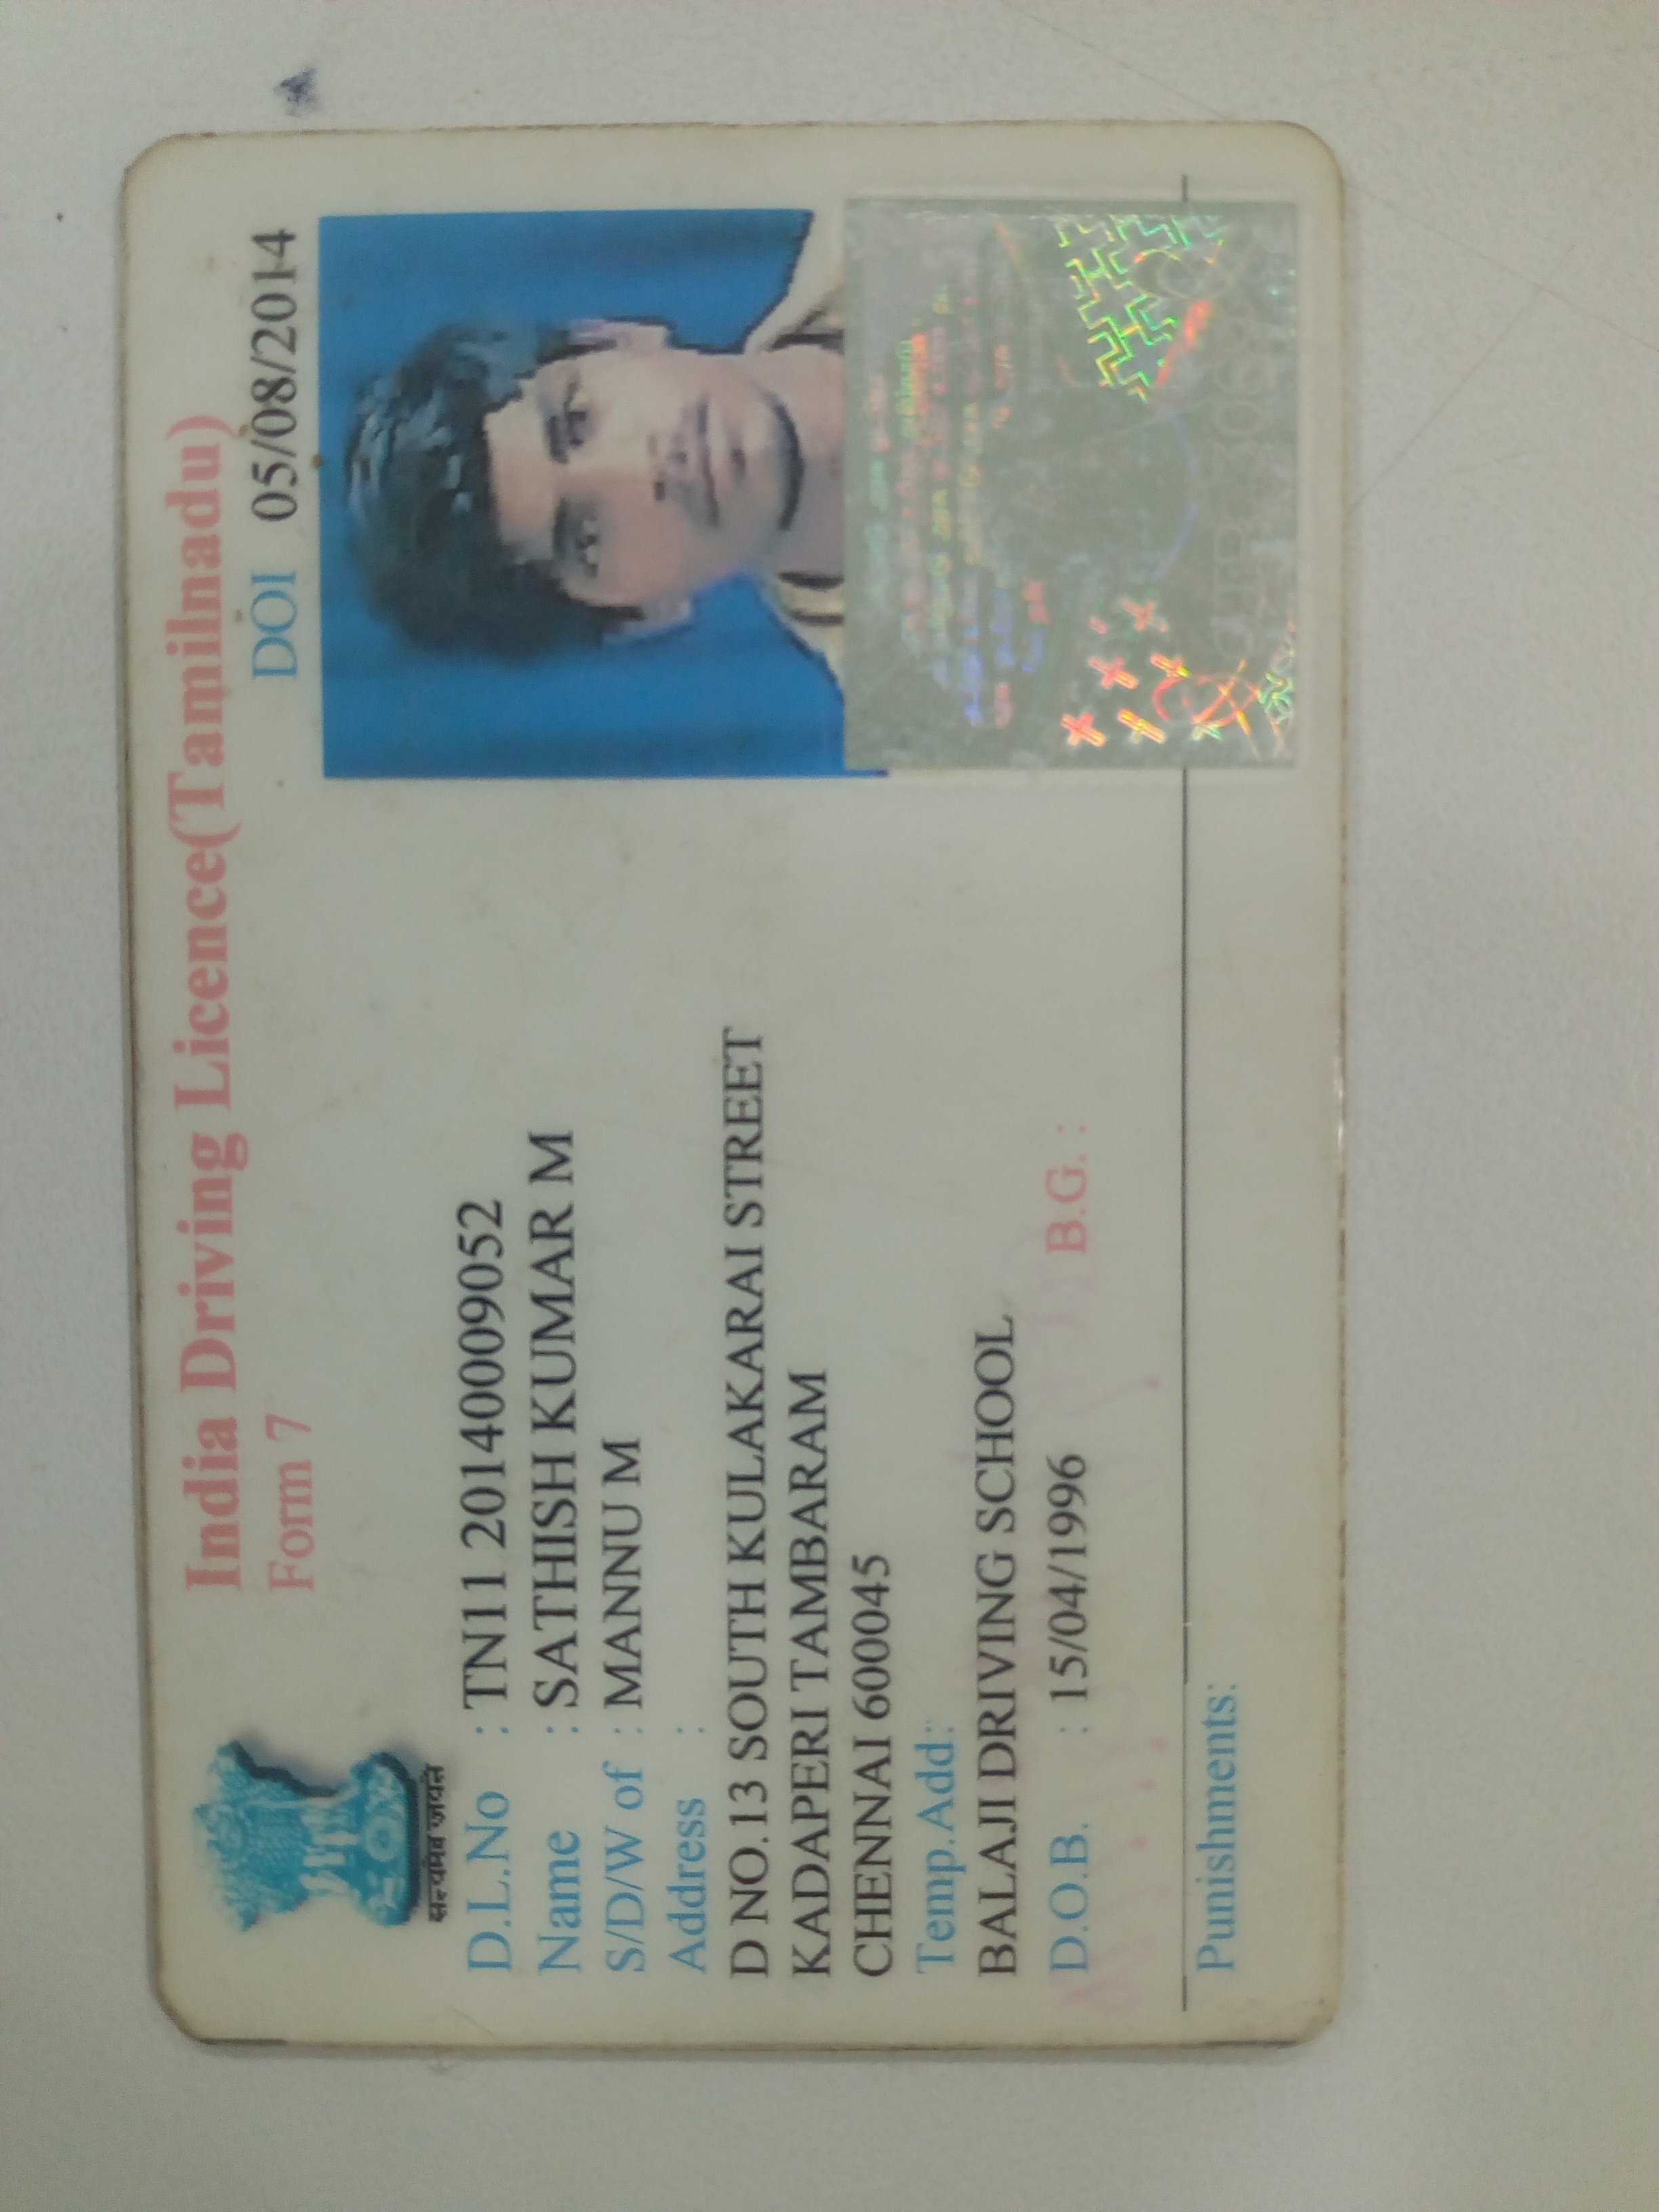 India Driving Licence(Tamilnadu)
Form 7
DOI 05/08/2014
सत्यमेव जयते
D.L.No : TN11 20140009052
Name : SATHISH KUMAR M
S/D/W of : MANNU M
Address :
D NO.13 SOUTH KULAKARAI STREET
KADAPERI TAMBARAM
CHENNAI 600045
Temp.Add:
BALAJI DRIVING SCHOOL
D.O.B. : 15/04/1996 B.G. :
Punishments: